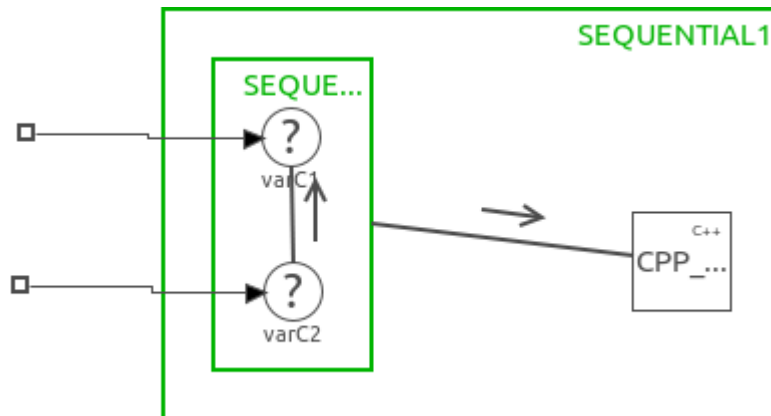 SEQUENTIAL1
SEQUE...
?
varC1
C++
CPP_...
?
varC2